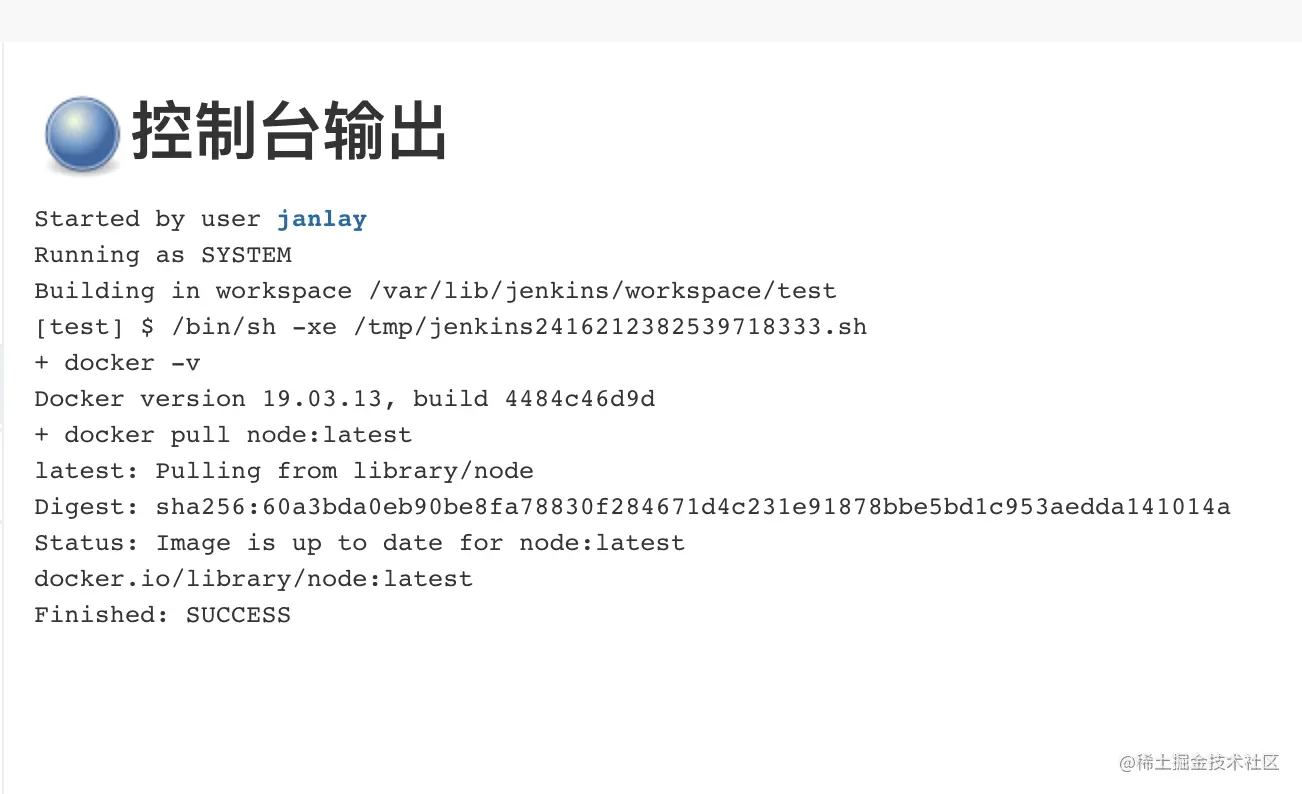 控制台输出
Started by user janlay
Running as SYSTEM
Building in workspace /var/lib/jenkins/workspace/test
[test] $ /bin/sh -xe /tmp/jenkins2416212382539718333.sh
+ docker -v
Docker version 19.03.13, build 4484c46d9d
+ docker pull node:latest
latest: Pulling from library/node
Digest: sha256:60a3bda0eb90be8fa78830f284671d4c231e91878bbe5bd1c953aedda141014a
Status: Image is up to date for node:latest
docker.io/library/node:latest
Finished: SUCCESS
@稀土掘金技术社区